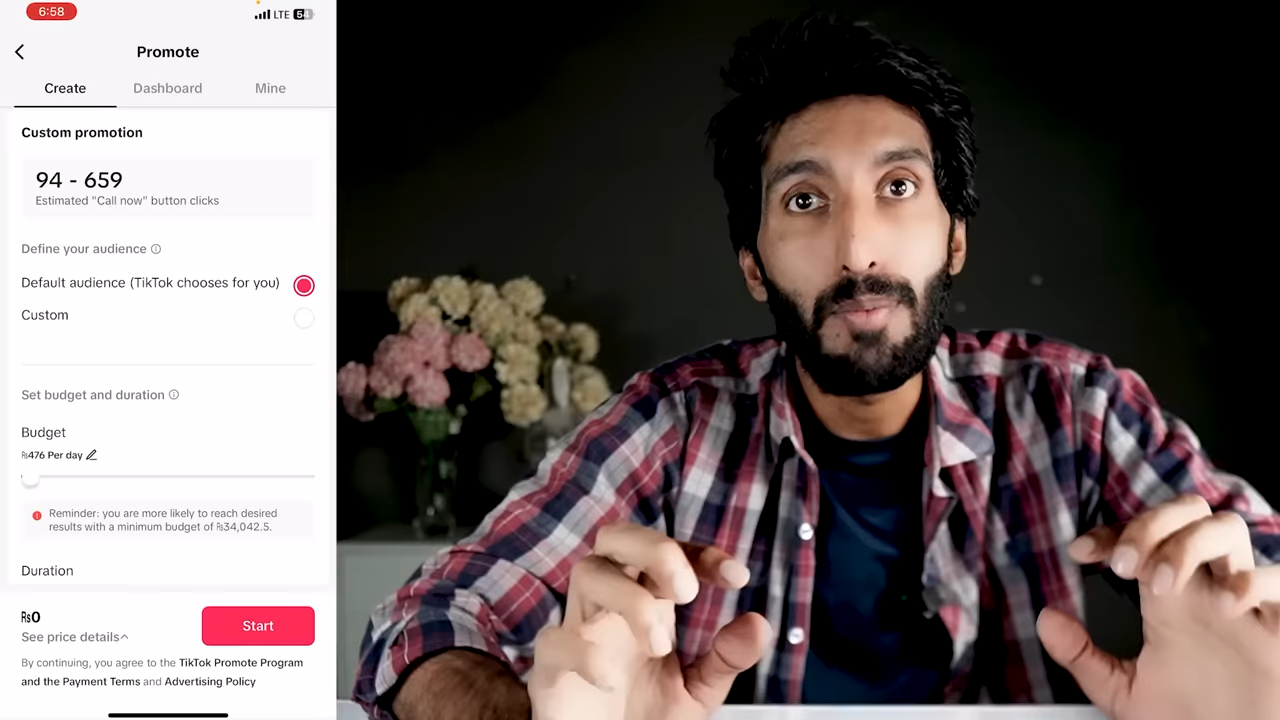 6:58
LTE 54
Promote
Create Dashboard Mine
Custom promotion
94 - 659
Estimated "Call now" button clicks
Define your audience
Default audience (TikTok chooses for you)
Custom
Set budget and duration
Budget
₨476 Per day
Reminder: you are more likely to reach desired
results with a minimum budget of ₨34,042.5.
Duration
₨0
See price details
Start
By continuing, you agree to the TikTok Promote Program
and the Payment Terms and Advertising Policy